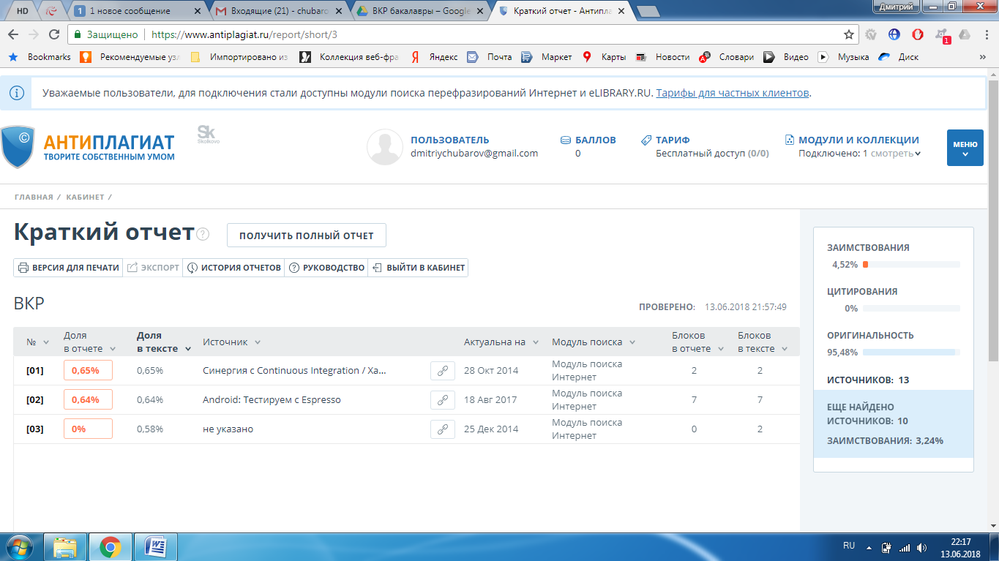 HD
1 новое сообщение
Входящие (21) - chubaro
ВКР бакалавры – Google
Краткий отчет - Антипла
Дмитрий
Защищено
https://www.antiplagiat.ru/report/short/3
1
Bookmarks
Рекомендуемые узл
Импортировано из
Коллекция веб-фра
Яндекс
Почта
Маркет
Карты
Новости
Словари
Видео
Музыка
Диск
»
Уважаемые пользователи, для подключения стали доступны модули поиска перефразирований Интернет и eLIBRARY.RU. Тарифы для частных клиентов.
АНТИПЛАГИАТ
ТВОРИТЕ СОБСТВЕННЫМ УМОМ
Sk
Skolkovo
ПОЛЬЗОВАТЕЛЬ
dmitriychubarov@gmail.com
БАЛЛОВ
0
ТАРИФ
Бесплатный доступ (0/0)
МОДУЛИ И КОЛЛЕКЦИИ
Подключено: 1 смотреть
МЕНЮ
ГЛАВНАЯ / КАБИНЕТ /
Краткий отчет ?
ПОЛУЧИТЬ ПОЛНЫЙ ОТЧЕТ
ВЕРСИЯ ДЛЯ ПЕЧАТИ
ЭКСПОРТ
ИСТОРИЯ ОТЧЕТОВ
РУКОВОДСТВО
ВЫЙТИ В КАБИНЕТ
ВКР
ПРОВЕРЕНО: 13.06.2018 21:57:49
№
Доля
в отчете
Доля
в тексте
Источник
Актуальна на
Модуль поиска
Блоков
в отчете
Блоков
в тексте
[01] 0,65% 0,65% Синергия с Continuous Integration / Ха... 28 Окт 2014 Модуль поиска
Интернет 2 2
[02] 0,64% 0,64% Android: Тестируем с Espresso 18 Авг 2017 Модуль поиска
Интернет 7 7
[03] 0% 0,58% не указано 25 Дек 2014 Модуль поиска
Интернет 0 2
ЗАИМСТВОВАНИЯ
4,52%
ЦИТИРОВАНИЯ
0%
ОРИГИНАЛЬНОСТЬ
95,48%
ИСТОЧНИКОВ: 13
ЕЩЕ НАЙДЕНО
ИСТОЧНИКОВ: 10
ЗАИМСТВОВАНИЯ: 3,24%
RU
22:17
13.06.2018